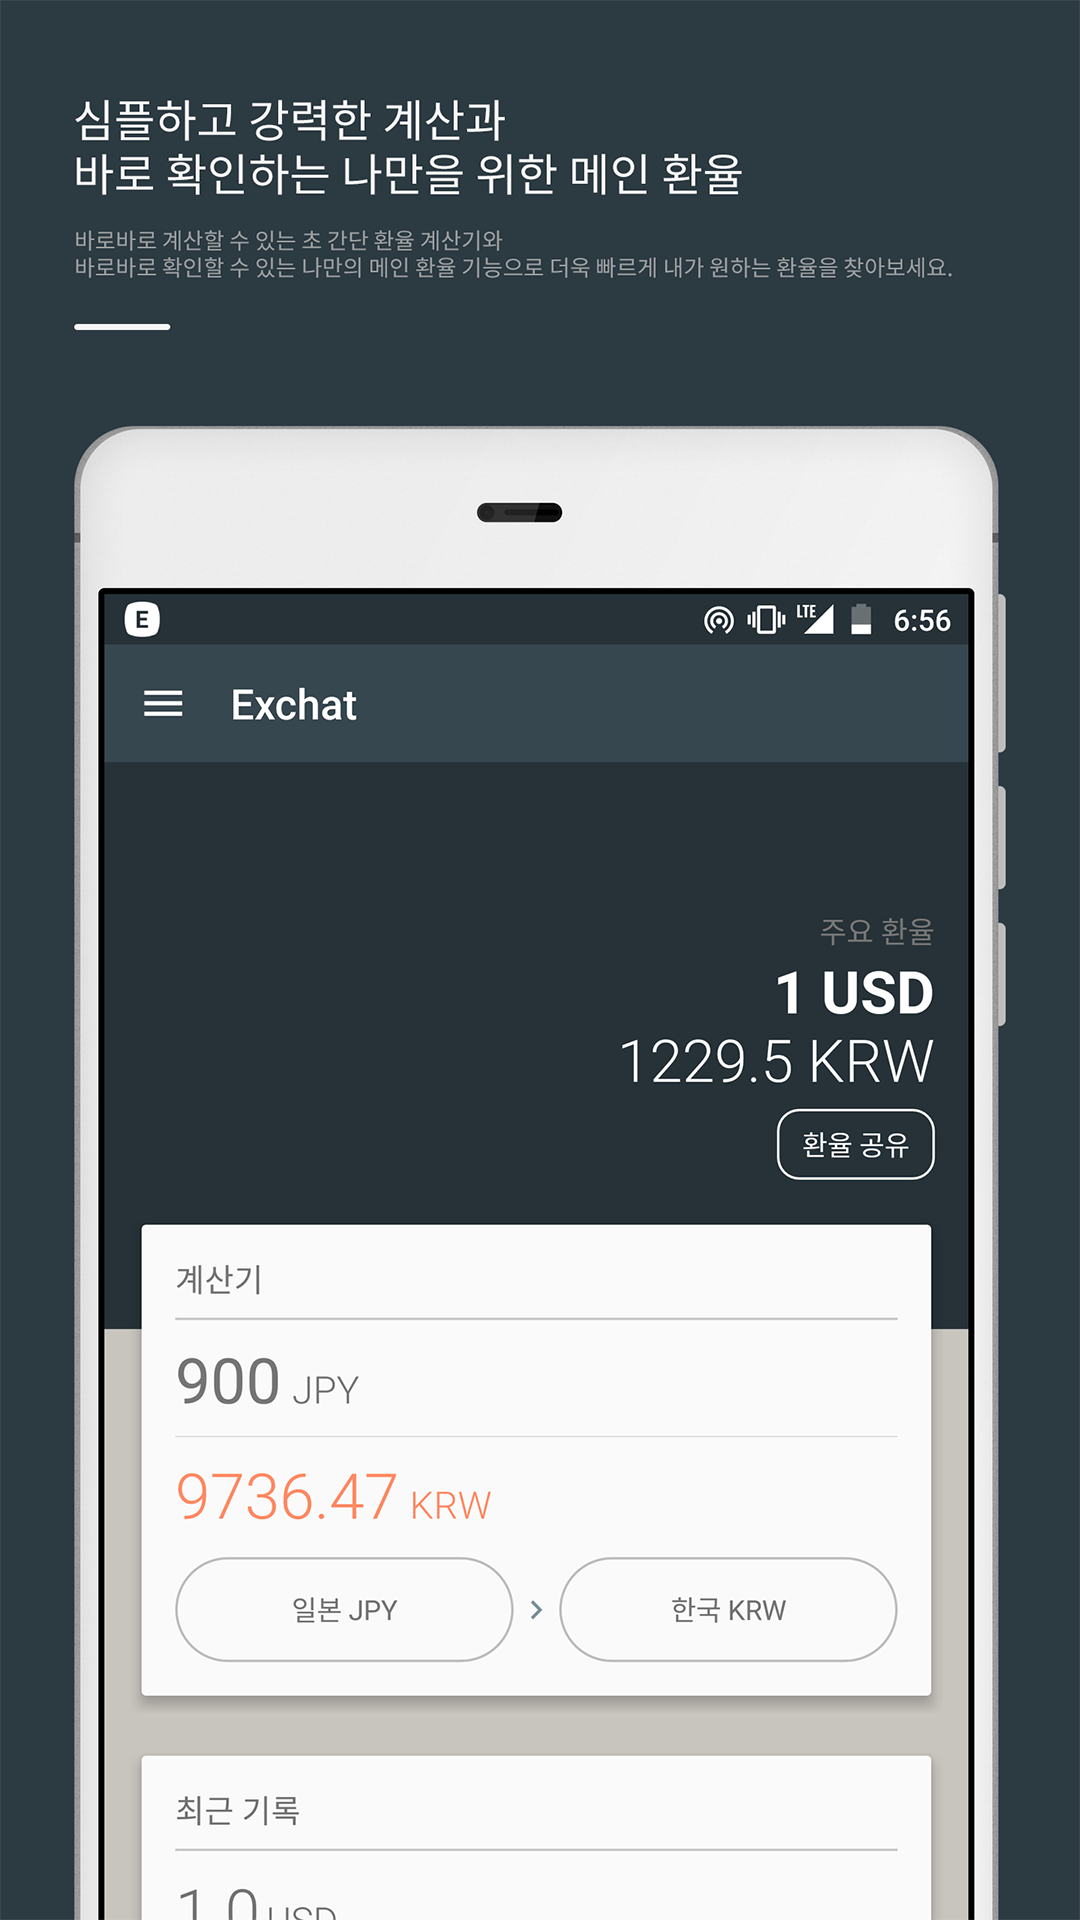 심플하고 강력한 계산과
바로 확인하는 나만을 위한 메인 환율
바로바로 계산할 수 있는 초 간단 환율 계산기와
바로바로 확인할 수 있는 나만의 메인 환율 기능으로 더욱 빠르게 내가 원하는 환율을 찾아보세요.
E LTE 6:56
Exchat
주요 환율
1 USD
1229.5 KRW
환율 공유
계산기
900 JPY
9736.47 KRW
일본 JPY > 한국 KRW
최근 기록
1.0 USD